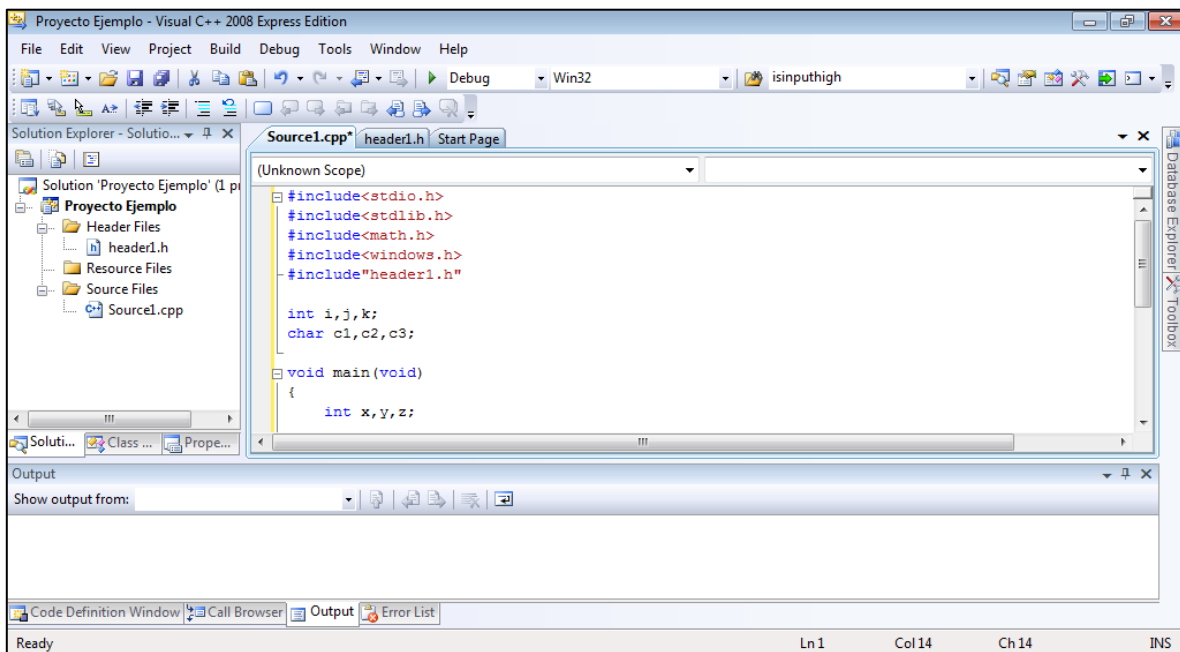 Proyecto Ejemplo - Visual C++ 2008 Express Edition
File Edit View Project Build Debug Tools Window Help
Debug Win32 isinputhigh
Solution Explorer - Solutio...
Source1.cpp* header1.h Start Page
(Unknown Scope)
Solution 'Proyecto Ejemplo' (1 pr
Proyecto Ejemplo
Header Files
header1.h
Resource Files
Source Files
Source1.cpp
#include<stdio.h>
#include<stdlib.h>
#include<math.h>
#include<windows.h>
#include"header1.h"
int i,j,k;
char c1,c2,c3;
void main(void)
{
int x,y,z;
Database Explorer
Toolbox
Soluti... Class ... Prope...
Output
Show output from:
Code Definition Window Call Browser Output Error List
Ready Ln 1 Col 14 Ch 14 INS